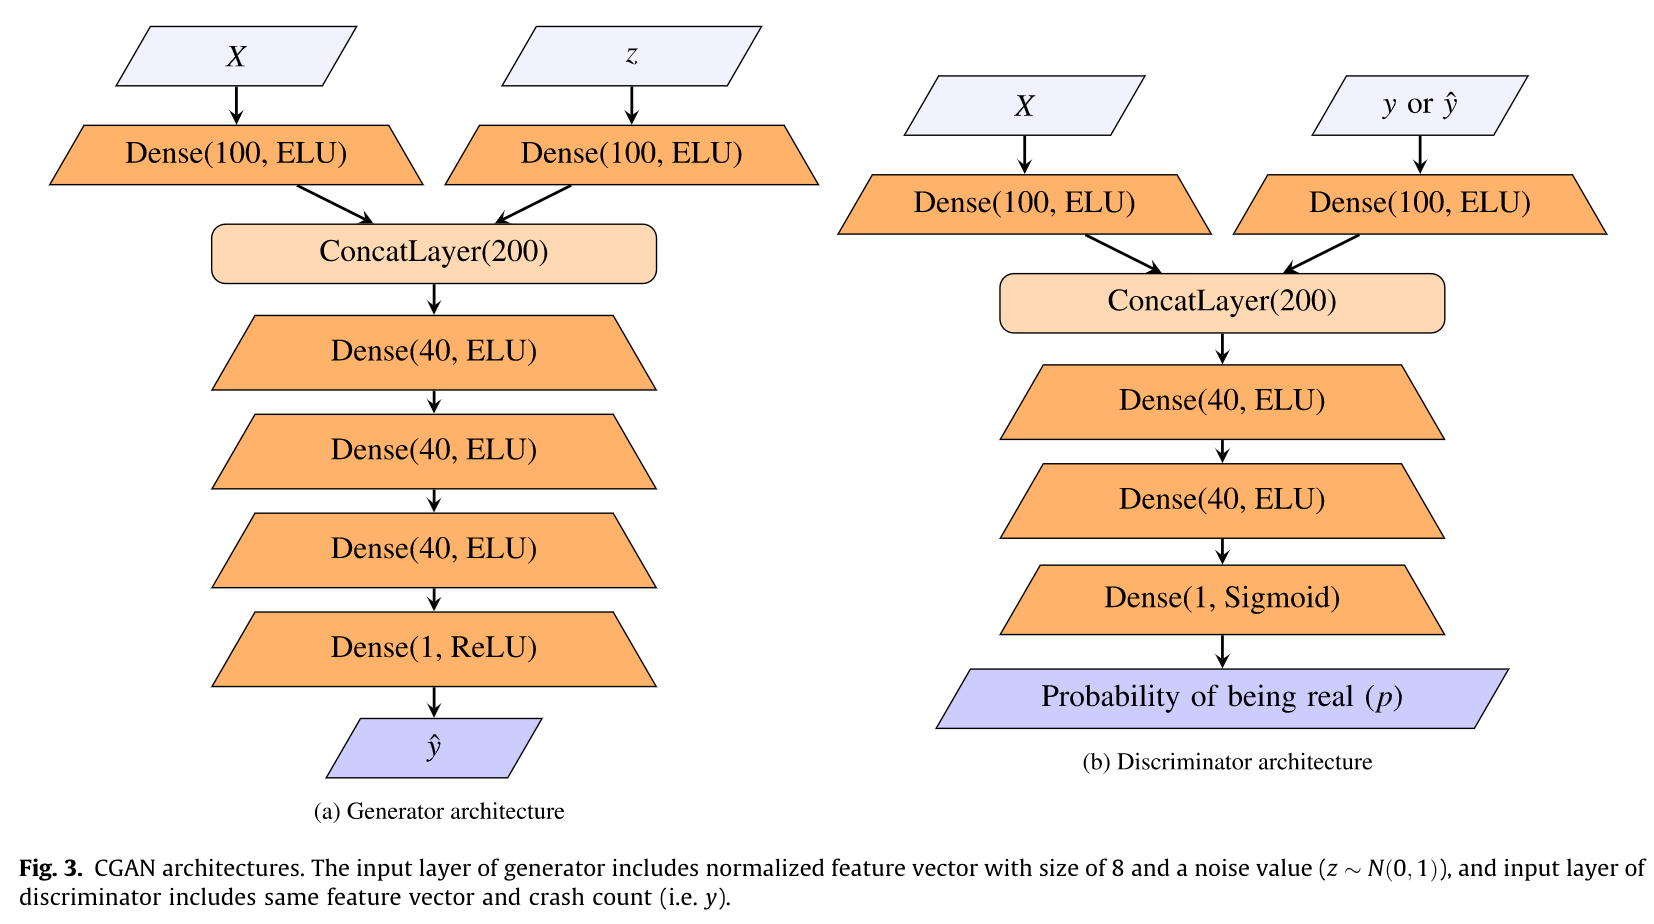 X
z
Dense(100, ELU)
Dense(100, ELU)
ConcatLayer(200)
Dense(40, ELU)
Dense(40, ELU)
Dense(40, ELU)
Dense(1, ReLU)
ŷ
(a) Generator architecture
X
y or ŷ
Dense(100, ELU)
Dense(100, ELU)
ConcatLayer(200)
Dense(40, ELU)
Dense(40, ELU)
Dense(1, Sigmoid)
Probability of being real (p)
(b) Discriminator architecture
Fig. 3. CGAN architectures. The input layer of generator includes normalized feature vector with size of 8 and a noise value (z ∼ N(0, 1)), and input layer of
discriminator includes same feature vector and crash count (i.e. y).